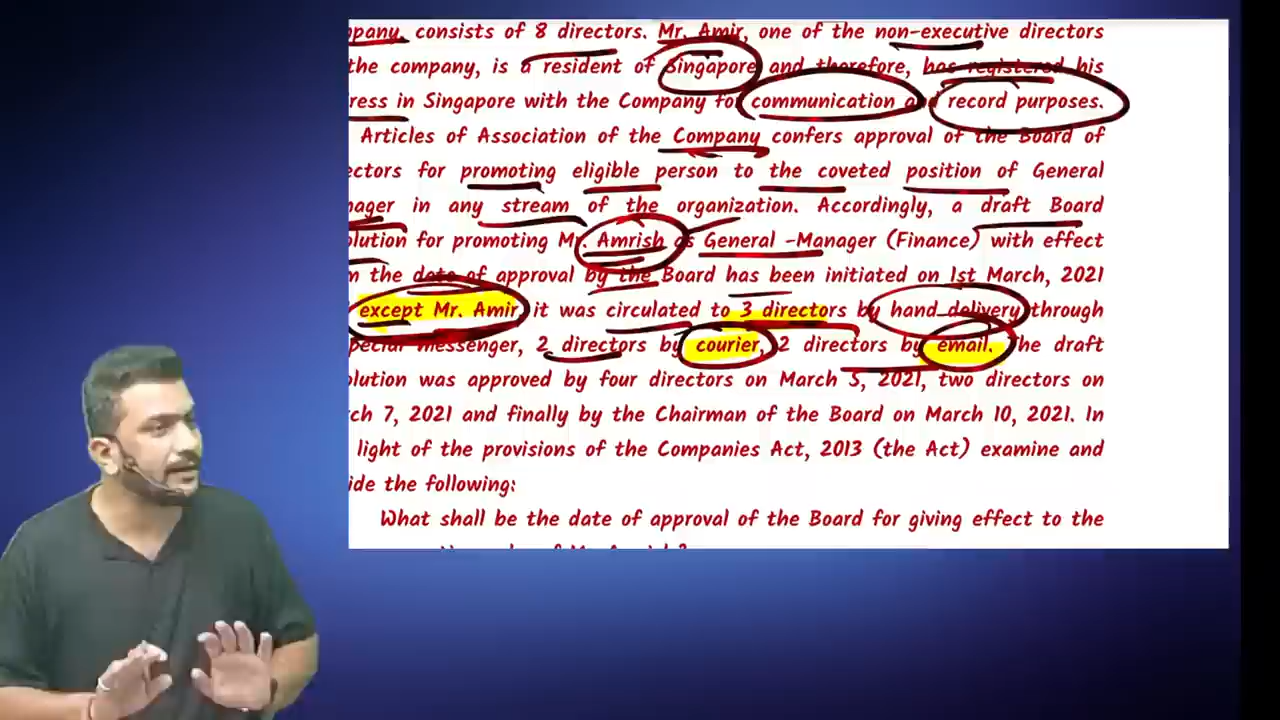 consists of 8 directors. Mr. Amir, one of the non-executive directors
the company, is a resident of Singapore and therefore, has registered his
ress in Singapore with the Company for communication and record purposes.
Articles of Association of the Company confers approval of the Board of
ectors for promoting eligible person to the coveted position of General
nager in any stream of the organization. Accordingly, a draft Board
olution for promoting Mr. Amrish as General -Manager (Finance) with effect
m the date of approval by the Board has been initiated on 1st March, 2021
except Mr. Amir, it was circulated to 3 directors by hand delivery through
pecial messenger, 2 directors by courier, 2 directors by email. The draft
olution was approved by four directors on March 5, 2021, two directors on
ch 7, 2021 and finally by the Chairman of the Board on March 10, 2021. In
light of the provisions of the Companies Act, 2013 (the Act) examine and
ide the following:
What shall be the date of approval of the Board for giving effect to the